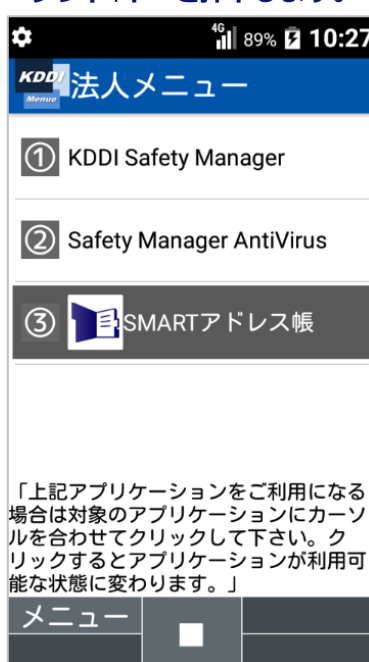 4G 89% 10:27
KDDI Menue 法人メニュー
① KDDI Safety Manager
② Safety Manager AntiVirus
③ SMARTアドレス帳
「上記アプリケーションをご利用になる
場合は対象のアプリケーションにカーソ
ルを合わせてクリックして下さい。ク
リックするとアプリケーションが利用可
能な状態に変わります。」
メニュー